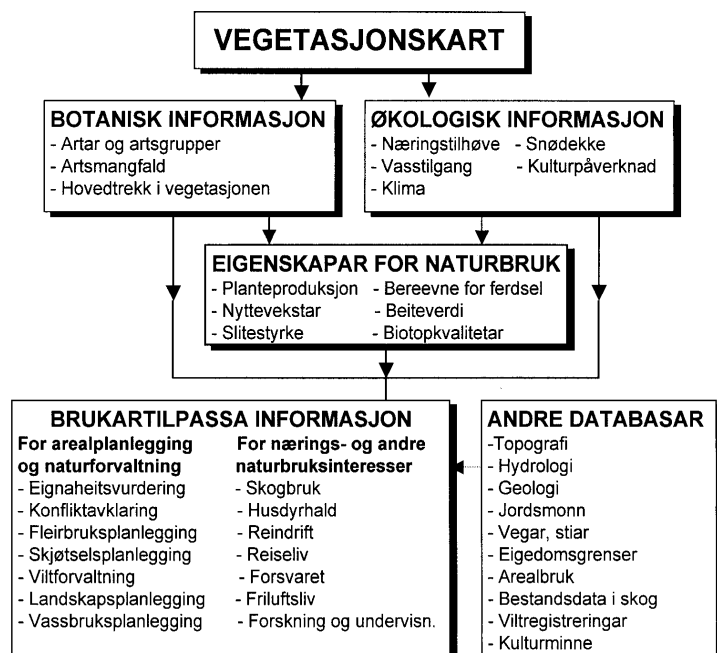 VEGETASJONSKART
BOTANISK INFORMASJON
- Artar og artsgrupper
- Artsmangfald
- Hovedtrekk i vegetasjonen
ØKOLOGISK INFORMASJON
- Næringstilhøve - Snødekke
- Vasstilgang - Kulturpåverknad
- Klima
EIGENSKAPAR FOR NATURBRUK
- Planteproduksjon - Bereevne for ferdsel
- Nyttevekstar - Beiteverdi
- Slitestyrke - Biotopkvalitetar
BRUKARTILPASSA INFORMASJON
For arealplanlegging
og naturforvaltning
- Eignaheitsvurdering
- Konfliktavklaring
- Fleirbruksplanlegging
- Skjøtselsplanlegging
- Viltforvaltning
- Landskapsplanlegging
- Vassbruksplanlegging
For nærings- og andre
naturbruksinteresser
- Skogbruk
- Husdyrhald
- Reindrift
- Reiseliv
- Forsvaret
- Friluftsliv
- Forskning og undervisn.
ANDRE DATABASAR
-Topografi
- Hydrologi
- Geologi
- Jordsmonn
- Vegar, stiar
- Eigedomsgrenser
- Arealbruk
- Bestandsdata i skog
- Viltregistreringar
- Kulturminne